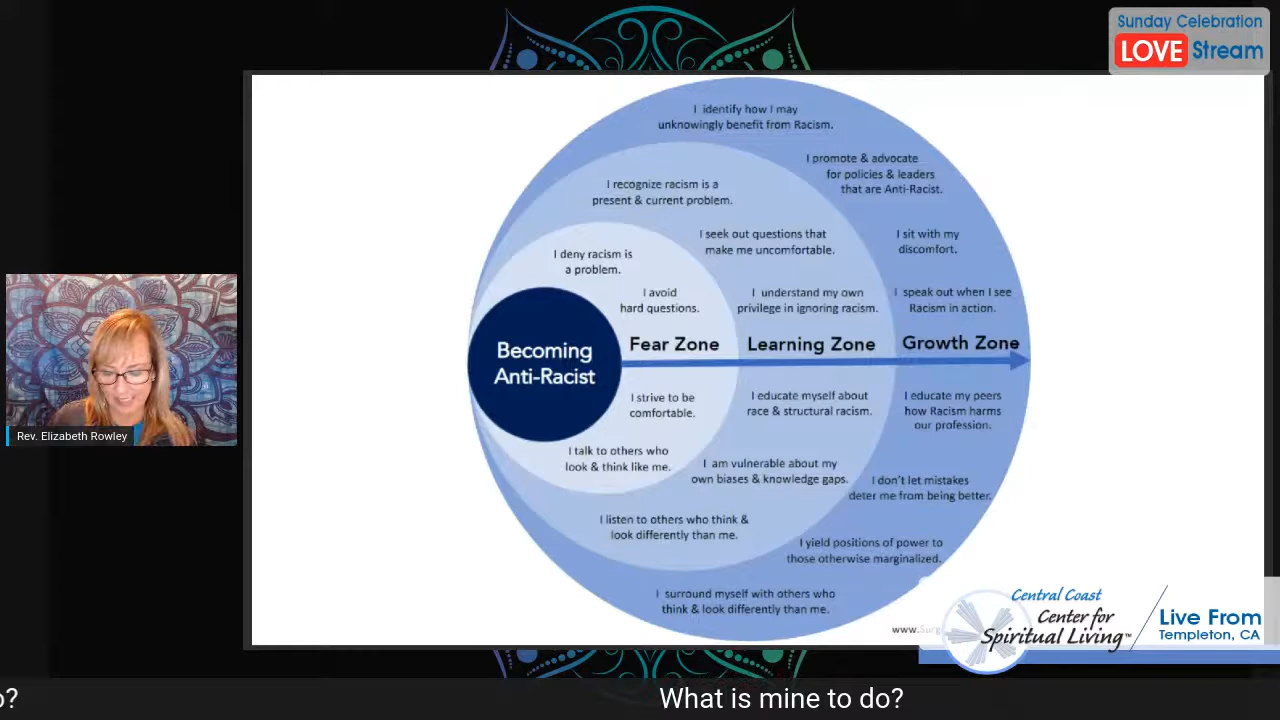 Sunday Celebration
LOVE Stream
I identify how I may
unknowingly benefit from Racism.
I promote & advocate
for policies & leaders
that are Anti-Racist.
I recognize racism is a
present & current problem.
I seek out questions that
make me uncomfortable.
I sit with my
discomfort.
I deny racism is
a problem.
I avoid
hard questions.
I understand my own
privilege in ignoring racism.
I speak out when I see
Racism in action.
Becoming
Anti-Racist
Fear Zone
Learning Zone
Growth Zone
I strive to be
comfortable.
I educate myself about
race & structural racism.
I educate my peers
how Racism harms
our profession.
I talk to others who
look & think like me.
I am vulnerable about my
own biases & knowledge gaps.
I don't let mistakes
deter me from being better.
I listen to others who think &
look differently than me.
I yield positions of power to
those otherwise marginalized.
I surround myself with others who
think & look differently than me.
Rev. Elizabeth Rowley
www.Surg
Central Coast
Center for
Spiritual Living™
Live From
Templeton, CA
o?
What is mine to do?